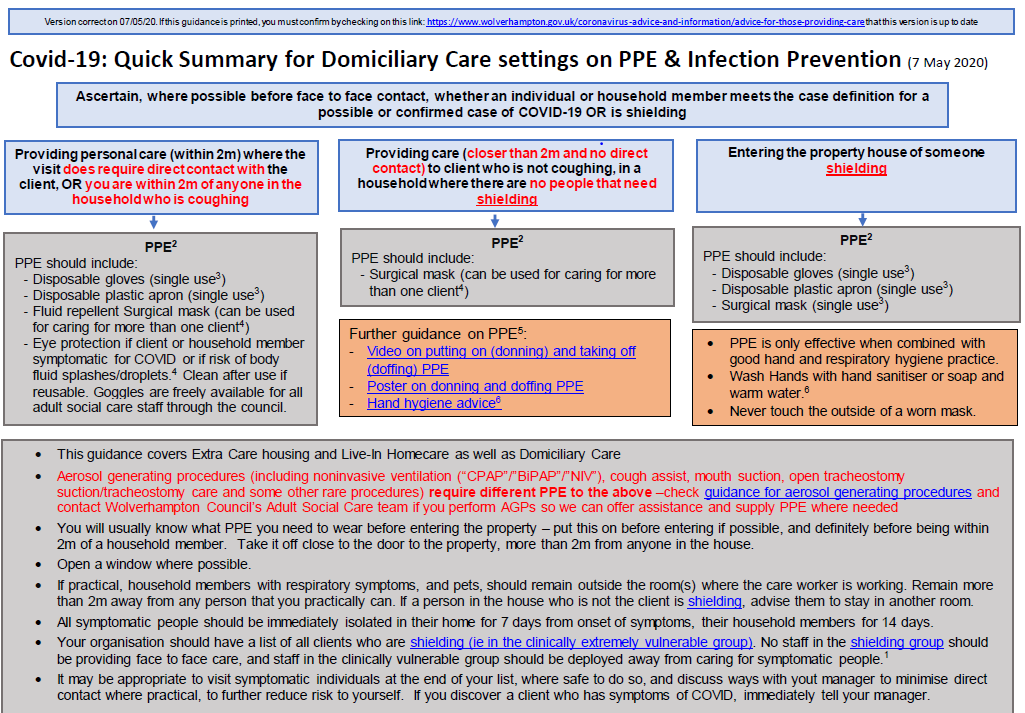 Version correct on 07/05/20. If this guidance is printed, you must confirm by checking on this link: https://www.wolverhampton.gov.uk/coronavirus-advice-and-information/advice-for-those-providing-care that this version is up to date
Covid-19: Quick Summary for Domiciliary Care settings on PPE & Infection Prevention (7 May 2020)
Ascertain, where possible before face to face contact, whether an individual or household member meets the case definition for a
possible or confirmed case of COVID-19 OR is shielding
Providing personal care (within 2m) where the
visit does require direct contact with the
client, OR you are within 2m of anyone in the
household who is coughing
PPE2
PPE should include:
- Disposable gloves (single use3)
- Disposable plastic apron (single use3)
- Fluid repellent Surgical mask (can be used
for caring for more than one client4)
- Eye protection if client or household member
symptomatic for COVID or if risk of body
fluid splashes/droplets.4 Clean after use if
reusable. Goggles are freely available for all
adult social care staff through the council.
Providing care (closer than 2m and no direct
contact) to client who is not coughing, in a
household where there are no people that need
shielding
PPE2
PPE should include:
- Surgical mask (can be used for caring for more
than one client4)
Further guidance on PPE5:
- Video on putting on (donning) and taking off
(doffing) PPE
- Poster on donning and doffing PPE
- Hand hygiene advice6
Entering the property house of someone
shielding
PPE2
PPE should include:
- Disposable gloves (single use3)
- Disposable plastic apron (single use3)
- Surgical mask (single use3)
• PPE is only effective when combined with
good hand and respiratory hygiene practice.
• Wash Hands with hand sanitiser or soap and
warm water.6
• Never touch the outside of a worn mask.
• This guidance covers Extra Care housing and Live-In Homecare as well as Domiciliary Care
• Aerosol generating procedures (including noninvasive ventilation (“CPAP”/”BiPAP”/”NIV”), cough assist, mouth suction, open tracheostomy
suction/tracheostomy care and some other rare procedures) require different PPE to the above –check guidance for aerosol generating procedures and
contact Wolverhampton Council’s Adult Social Care team if you perform AGPs so we can offer assistance and supply PPE where needed
• You will usually know what PPE you need to wear before entering the property – put this on before entering if possible, and definitely before being within
2m of a household member. Take it off close to the door to the property, more than 2m from anyone in the house.
• Open a window where possible.
• If practical, household members with respiratory symptoms, and pets, should remain outside the room(s) where the care worker is working. Remain more
than 2m away from any person that you practically can. If a person in the house who is not the client is shielding, advise them to stay in another room.
• All symptomatic people should be immediately isolated in their home for 7 days from onset of symptoms, their household members for 14 days.
• Your organisation should have a list of all clients who are shielding (ie in the clinically extremely vulnerable group). No staff in the shielding group should
be providing face to face care, and staff in the clinically vulnerable group should be deployed away from caring for symptomatic people.1
• It may be appropriate to visit symptomatic individuals at the end of your list, where safe to do so, and discuss ways with yout manager to minimise direct
contact where practical, to further reduce risk to yourself. If you discover a client who has symptoms of COVID, immediately tell your manager.